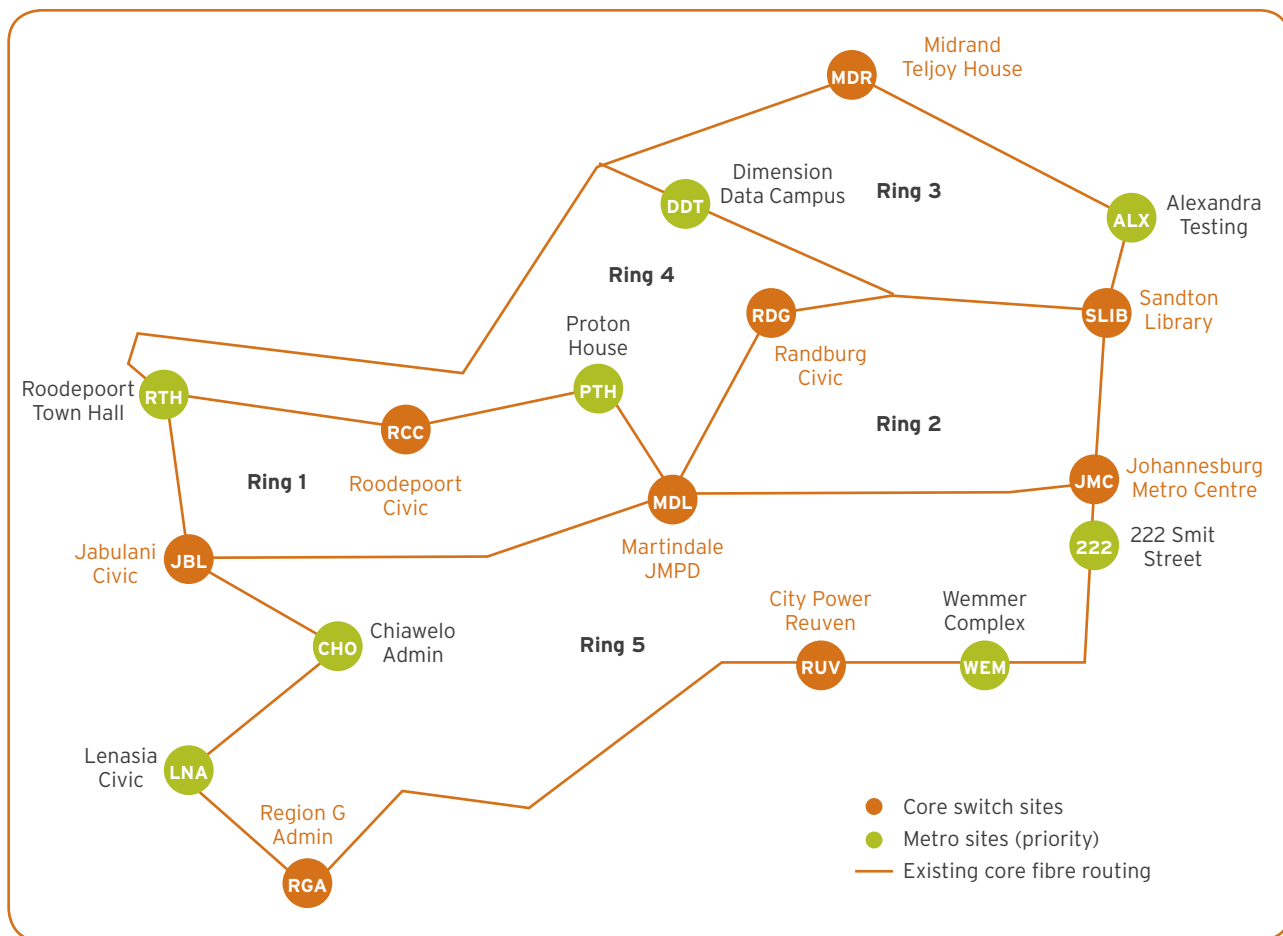 Midrand
Teljoy House
MDR
Dimension
Data Campus
DDT
Ring 3
ALX
Alexandra
Testing
Ring 4
RDG
Randburg
Civic
SLIB
Sandton
Library
Proton
House
PTH
Roodepoort
Town Hall
RTH
RCC
Roodepoort
Civic
Ring 2
Ring 1
MDL
Martindale
JMPD
JMC
Johannesburg
Metro Centre
222
222 Smit
Street
Jabulani
Civic
JBL
CHO
Chiawelo
Admin
Ring 5
City Power
Reuven
RUV
Wemmer
Complex
WEM
Lenasia
Civic
LNA
Region G
Admin
RGA
Core switch sites
Metro sites (priority)
Existing core fibre routing